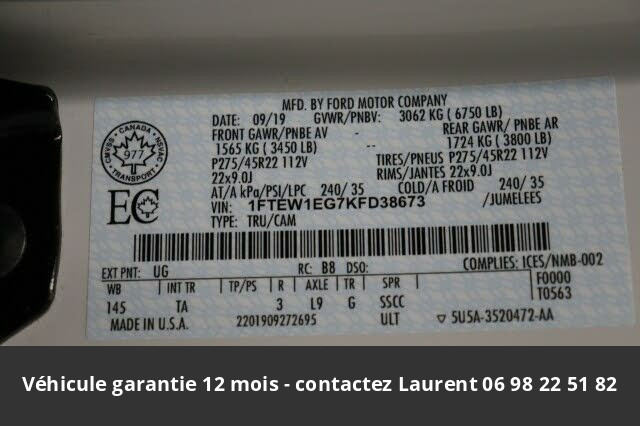 MFD. BY FORD MOTOR COMPANY
DATE: 09/19 GVWR/PNBV: 3062 KG ( 6750 LB)
FRONT GAWR/PNBE AV - REAR GAWR/ PNBE AR
1565 KG ( 3450 LB) -- 1724 KG ( 3800 LB)
P275/45R22 112V TIRES/PNEUS P275/45R22 112V
22x9.0J RIMS/JANTES 22x9.0J
AT/A kPa/PSI/LPC 240/ 35 COLD/A FROID 240/ 35
VIN: 1FTEW1EG7KFD38673 /JUMELEES
TYPE: TRU/CAM
CANADA
CMVSS · NSVAC
977
TRANSPORT
EC
EXT PNT: UG RC: B8 DSO: COMPLIES: ICES/NMB-002
WB INT TR TP/PS R AXLE TR SPR F0000
145 TA 3 L9 G SSCC T0563
MADE IN U.S.A. 2201909272695 ULT ▽ 5U5A-3520472-AA
Véhicule garantie 12 mois - contactez Laurent 06 98 22 51 82